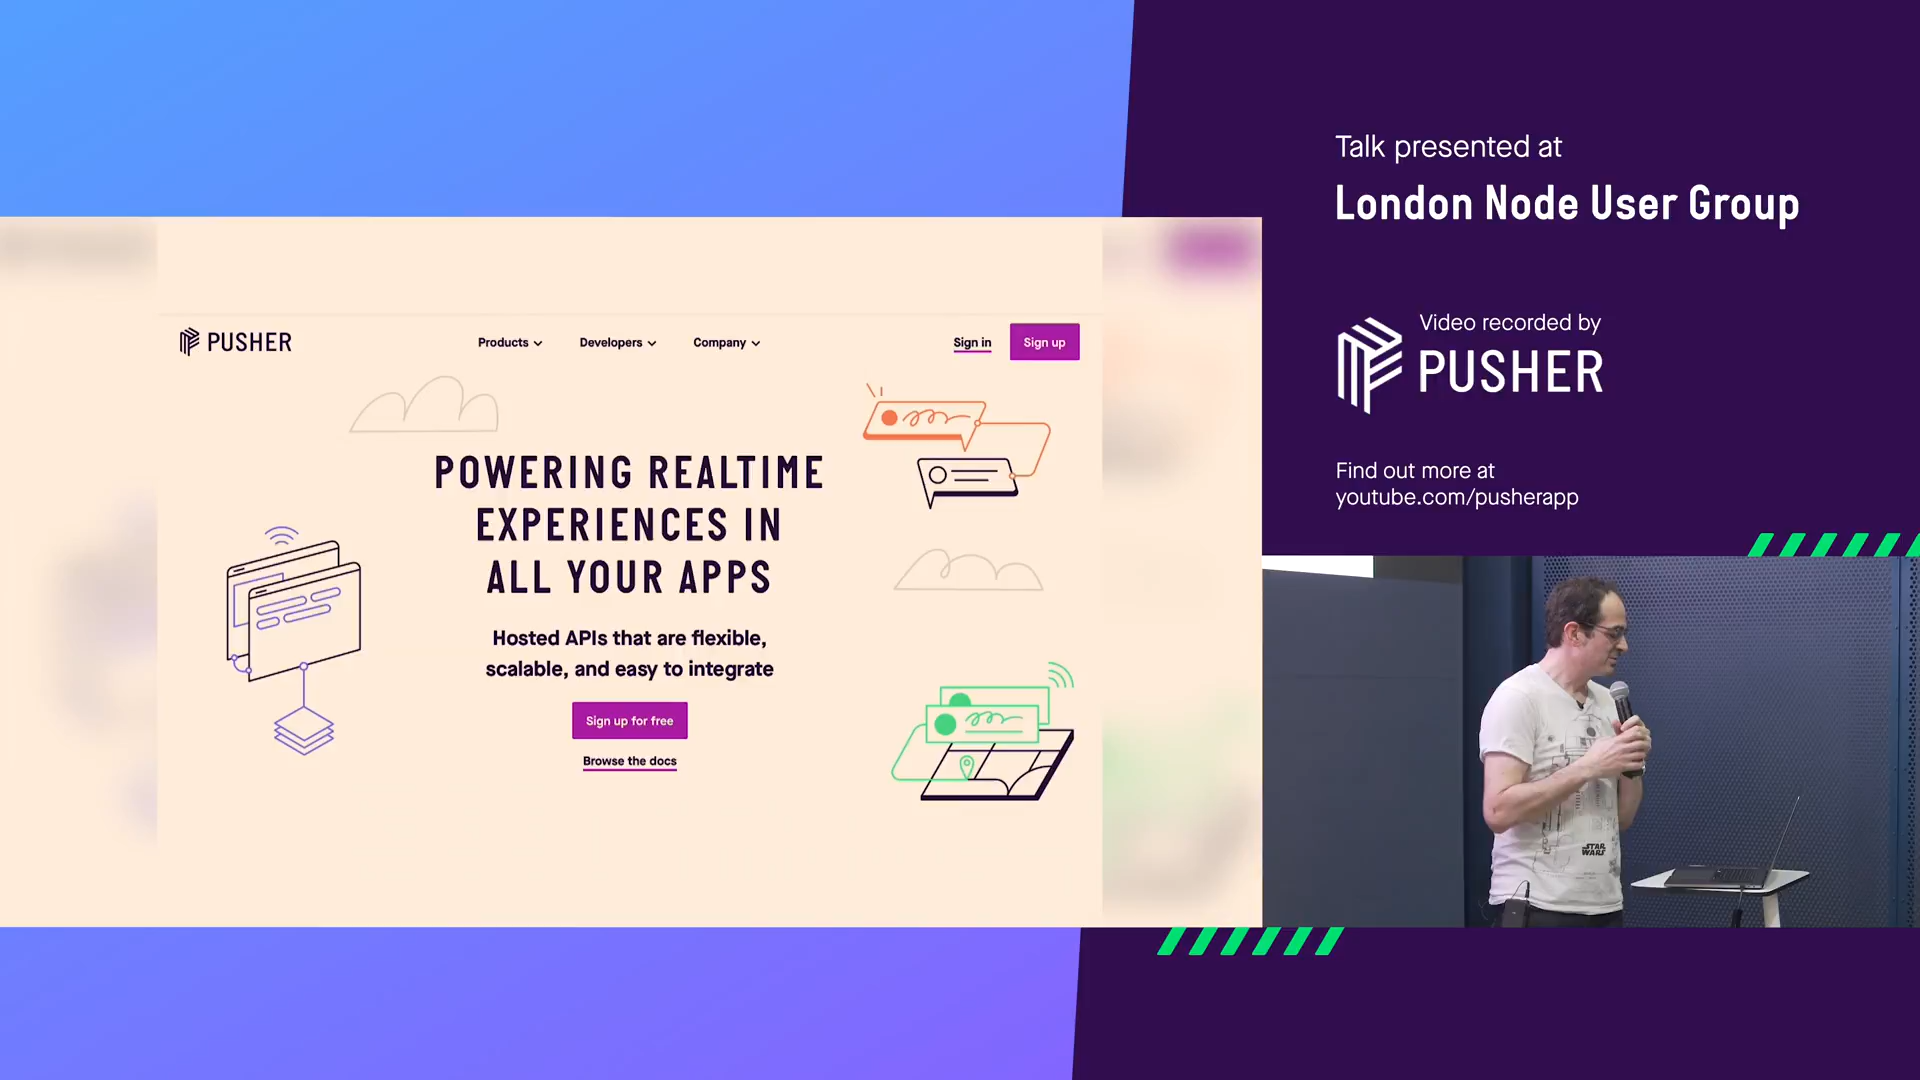 Talk presented at
London Node User Group
Video recorded by
PUSHER
Find out more at
youtube.com/pusherapp
PUSHER
Products
Developers
Company
Sign in
Sign up
POWERING REALTIME
EXPERIENCES IN
ALL YOUR APPS
Hosted APIs that are flexible,
scalable, and easy to integrate
Sign up for free
Browse the docs
STAR
WARS